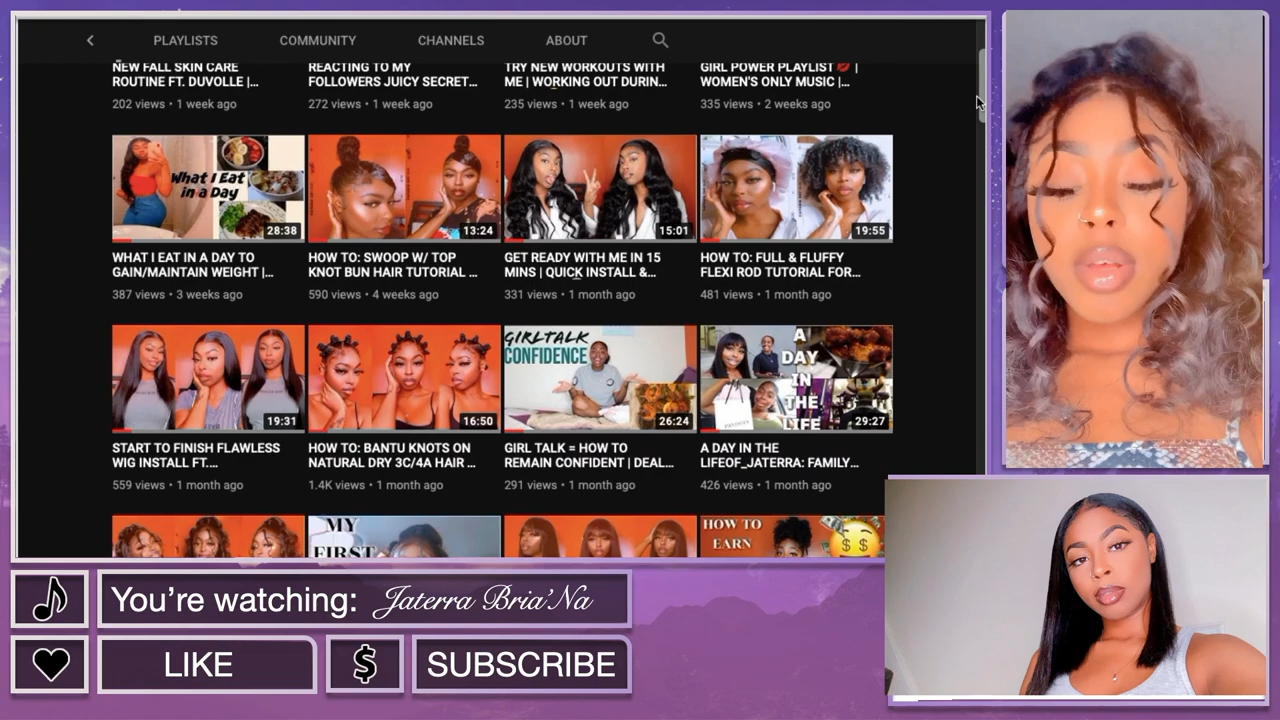 PLAYLISTS COMMUNITY CHANNELS ABOUT
NEW FALL SKIN CARE
ROUTINE FT. DUVOLLE |...
202 views • 1 week ago
REACTING TO MY
FOLLOWERS JUICY SECRET...
272 views • 1 week ago
TRY NEW WORKOUTS WITH
ME | WORKING OUT DURIN...
235 views • 1 week ago
GIRL POWER PLAYLIST 💋 |
WOMEN'S ONLY MUSIC |...
335 views • 2 weeks ago
What I Eat
in a Day
28:38
WHAT I EAT IN A DAY TO
GAIN/MAINTAIN WEIGHT |...
387 views • 3 weeks ago
13:24
HOW TO: SWOOP W/ TOP
KNOT BUN HAIR TUTORIAL ...
590 views • 4 weeks ago
15:01
GET READY WITH ME IN 15
MINS | QUICK INSTALL &...
331 views • 1 month ago
19:55
HOW TO: FULL & FLUFFY
FLEXI ROD TUTORIAL FOR...
481 views • 1 month ago
19:31
START TO FINISH FLAWLESS
WIG INSTALL FT....
559 views • 1 month ago
16:50
HOW TO: BANTU KNOTS ON
NATURAL DRY 3C/4A HAIR ...
1.4K views • 1 month ago
GIRLTALK
CONFIDENCE
26:24
GIRL TALK = HOW TO
REMAIN CONFIDENT | DEAL...
291 views • 1 month ago
A
DAY
IN
THE
LIFE
29:27
A DAY IN THE
LIFEOF_JATERRA: FAMILY...
426 views • 1 month ago
MY
FIRST
HOW TO
EARN
You're watching: Jaterra Bria'Na
LIKE
$
SUBSCRIBE